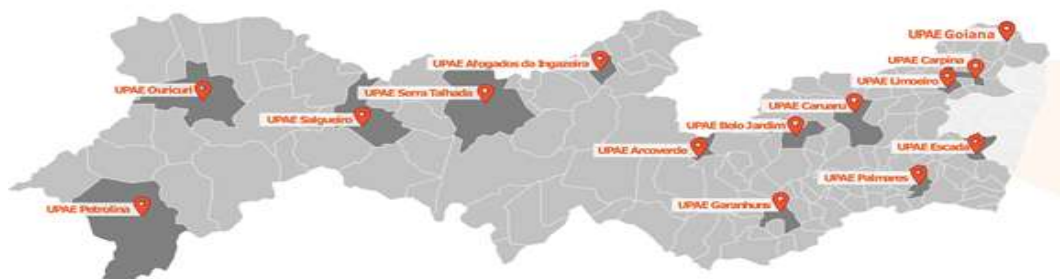 UPAE Goiana
UPAE Afogados da Ingazeira
UPAE Carpina
UPAE Limoeiro
UPAE Ouricuri
UPAE Serra Talhada
UPAE Caruaru
UPAE Salgueiro
UPAE Belo Jardim
UPAE Arcoverde
UPAE Escada
UPAE Palmares
UPAE Petrolina
UPAE Garanhuns